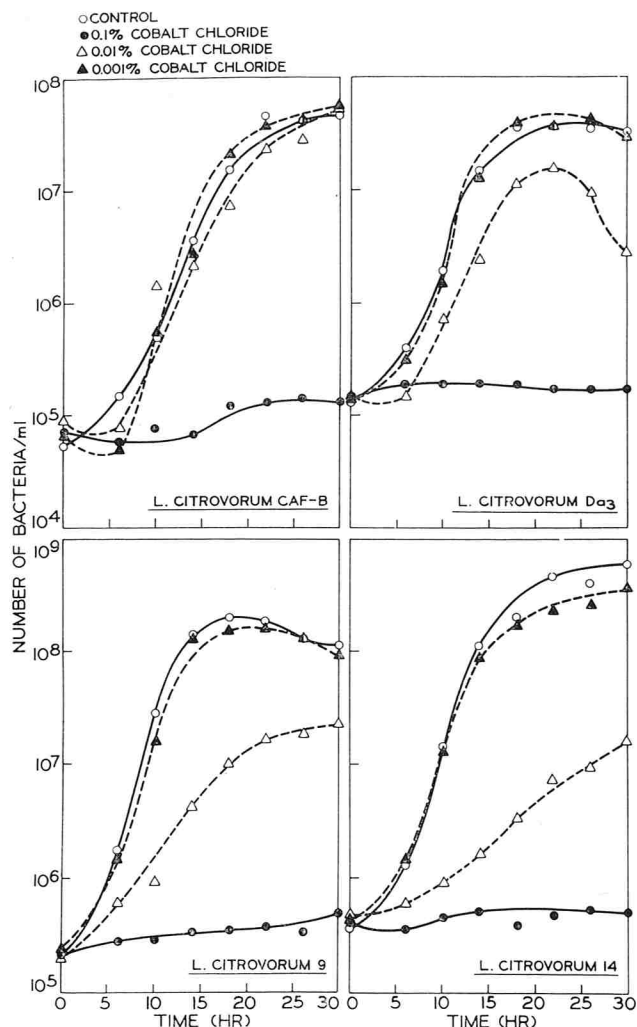 ○ CONTROL
● 0.1% COBALT CHLORIDE
△ 0.01% COBALT CHLORIDE
▲ 0.001% COBALT CHLORIDE
NUMBER OF BACTERIA/ml
10⁸
10⁷
10⁶
10⁵
10⁴
L. CITROVORUM CAF-B
L. CITROVORUM Da3
10⁹
10⁸
10⁷
10⁶
10⁵
L. CITROVORUM 9
L. CITROVORUM 14
0 5 10 15 20 25 30
0 5 10 15 20 25 30
TIME (HR)
TIME (HR)